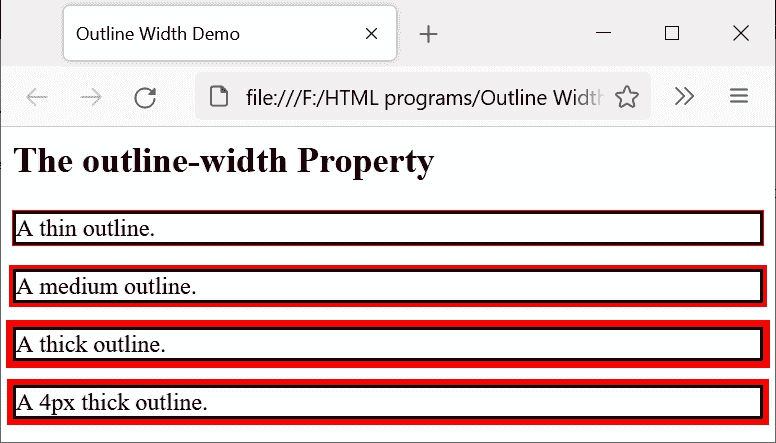 Outline Width Demo
file:///F:/HTML programs/Outline Width
The outline-width Property
A thin outline.
A medium outline.
A thick outline.
A 4px thick outline.